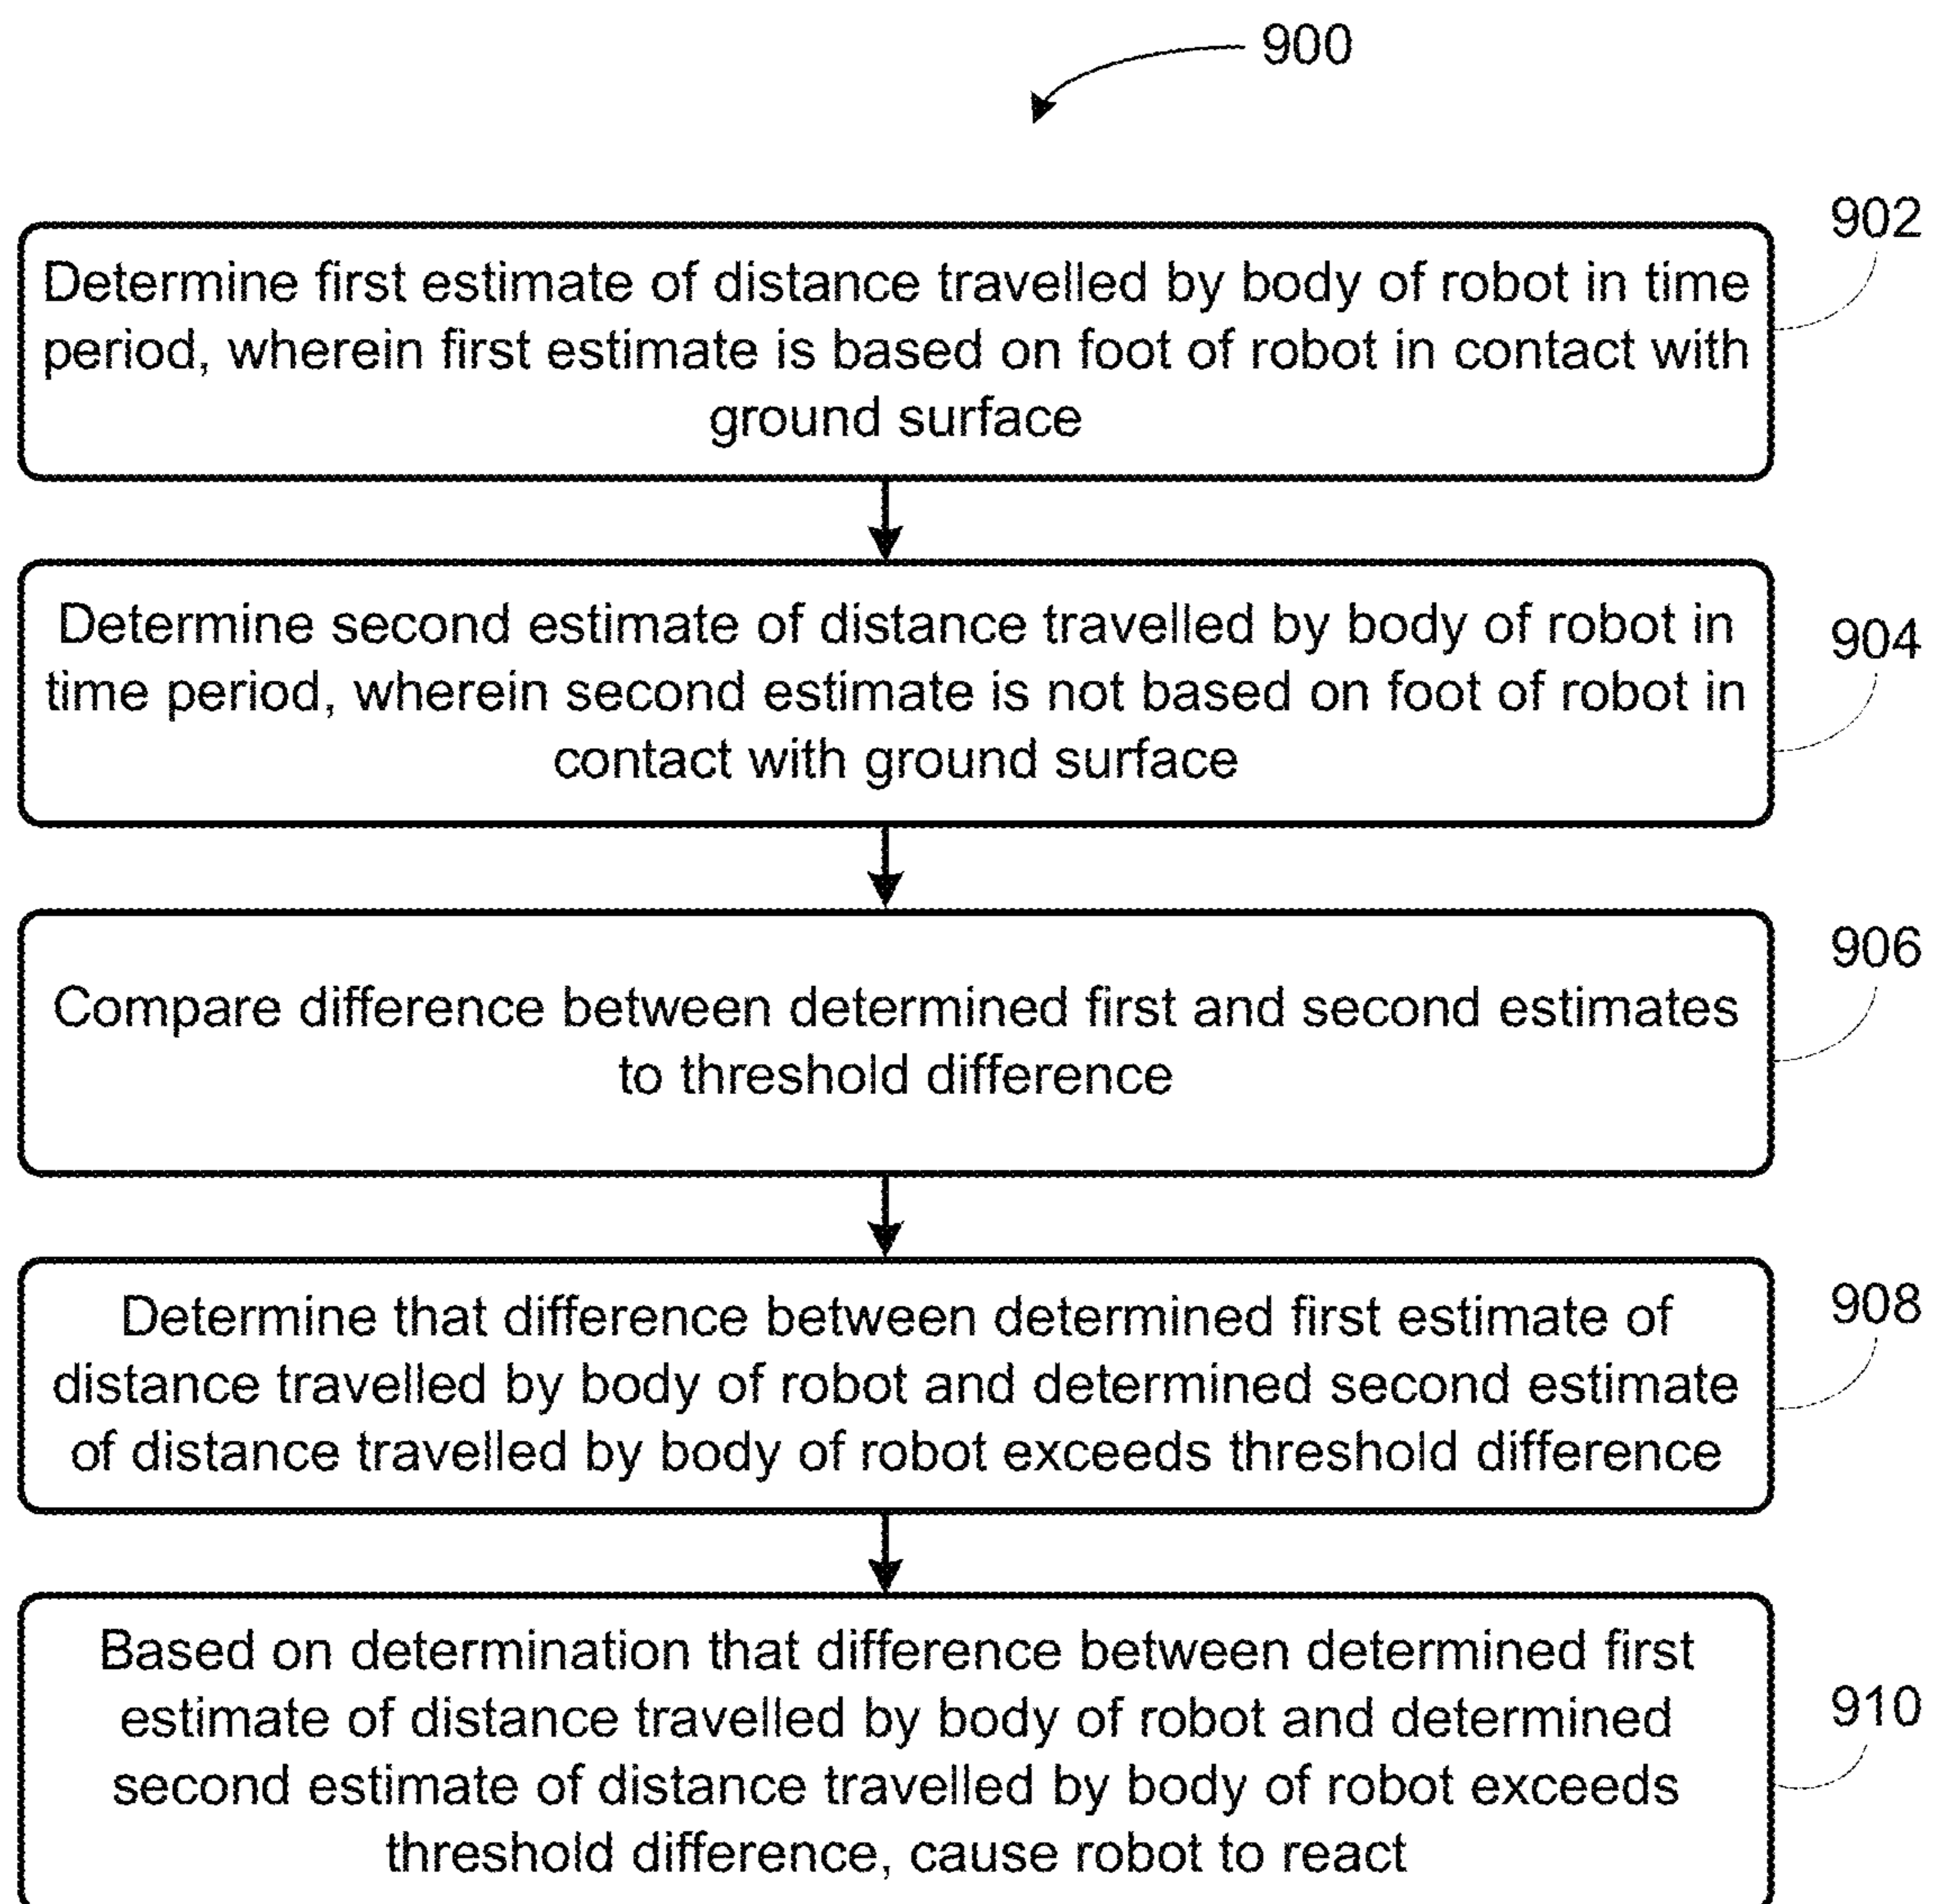 900
902
Determine first estimate of distance travelled by body of robot in time
period, wherein first estimate is based on foot of robot in contact with
ground surface
904
Determine second estimate of distance travelled by body of robot in
time period, wherein second estimate is not based on foot of robot in
contact with ground surface
906
Compare difference between determined first and second estimates
to threshold difference
908
Determine that difference between determined first estimate of
distance travelled by body of robot and determined second estimate
of distance travelled by body of robot exceeds threshold difference
910
Based on determination that difference between determined first
estimate of distance travelled by body of robot and determined
second estimate of distance travelled by body of robot exceeds
threshold difference, cause robot to react